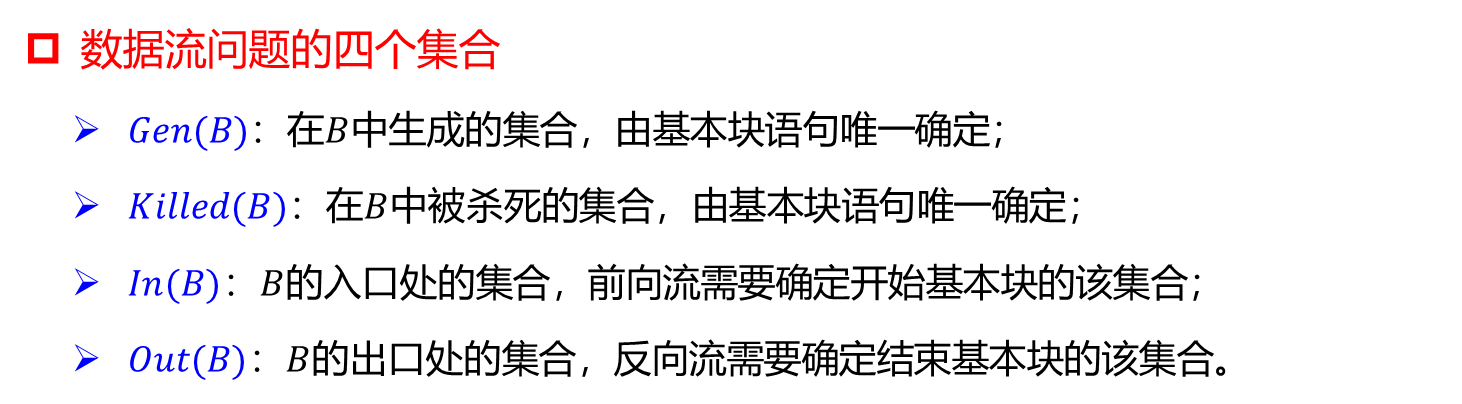 数据流问题的四个集合
Gen(B)：在B中生成的集合，由基本块语句唯一确定；
Killed(B)：在B中被杀死的集合，由基本块语句唯一确定；
In(B)：B的入口处的集合，前向流需要确定开始基本块的该集合；
Out(B)：B的出口处的集合，反向流需要确定结束基本块的该集合。